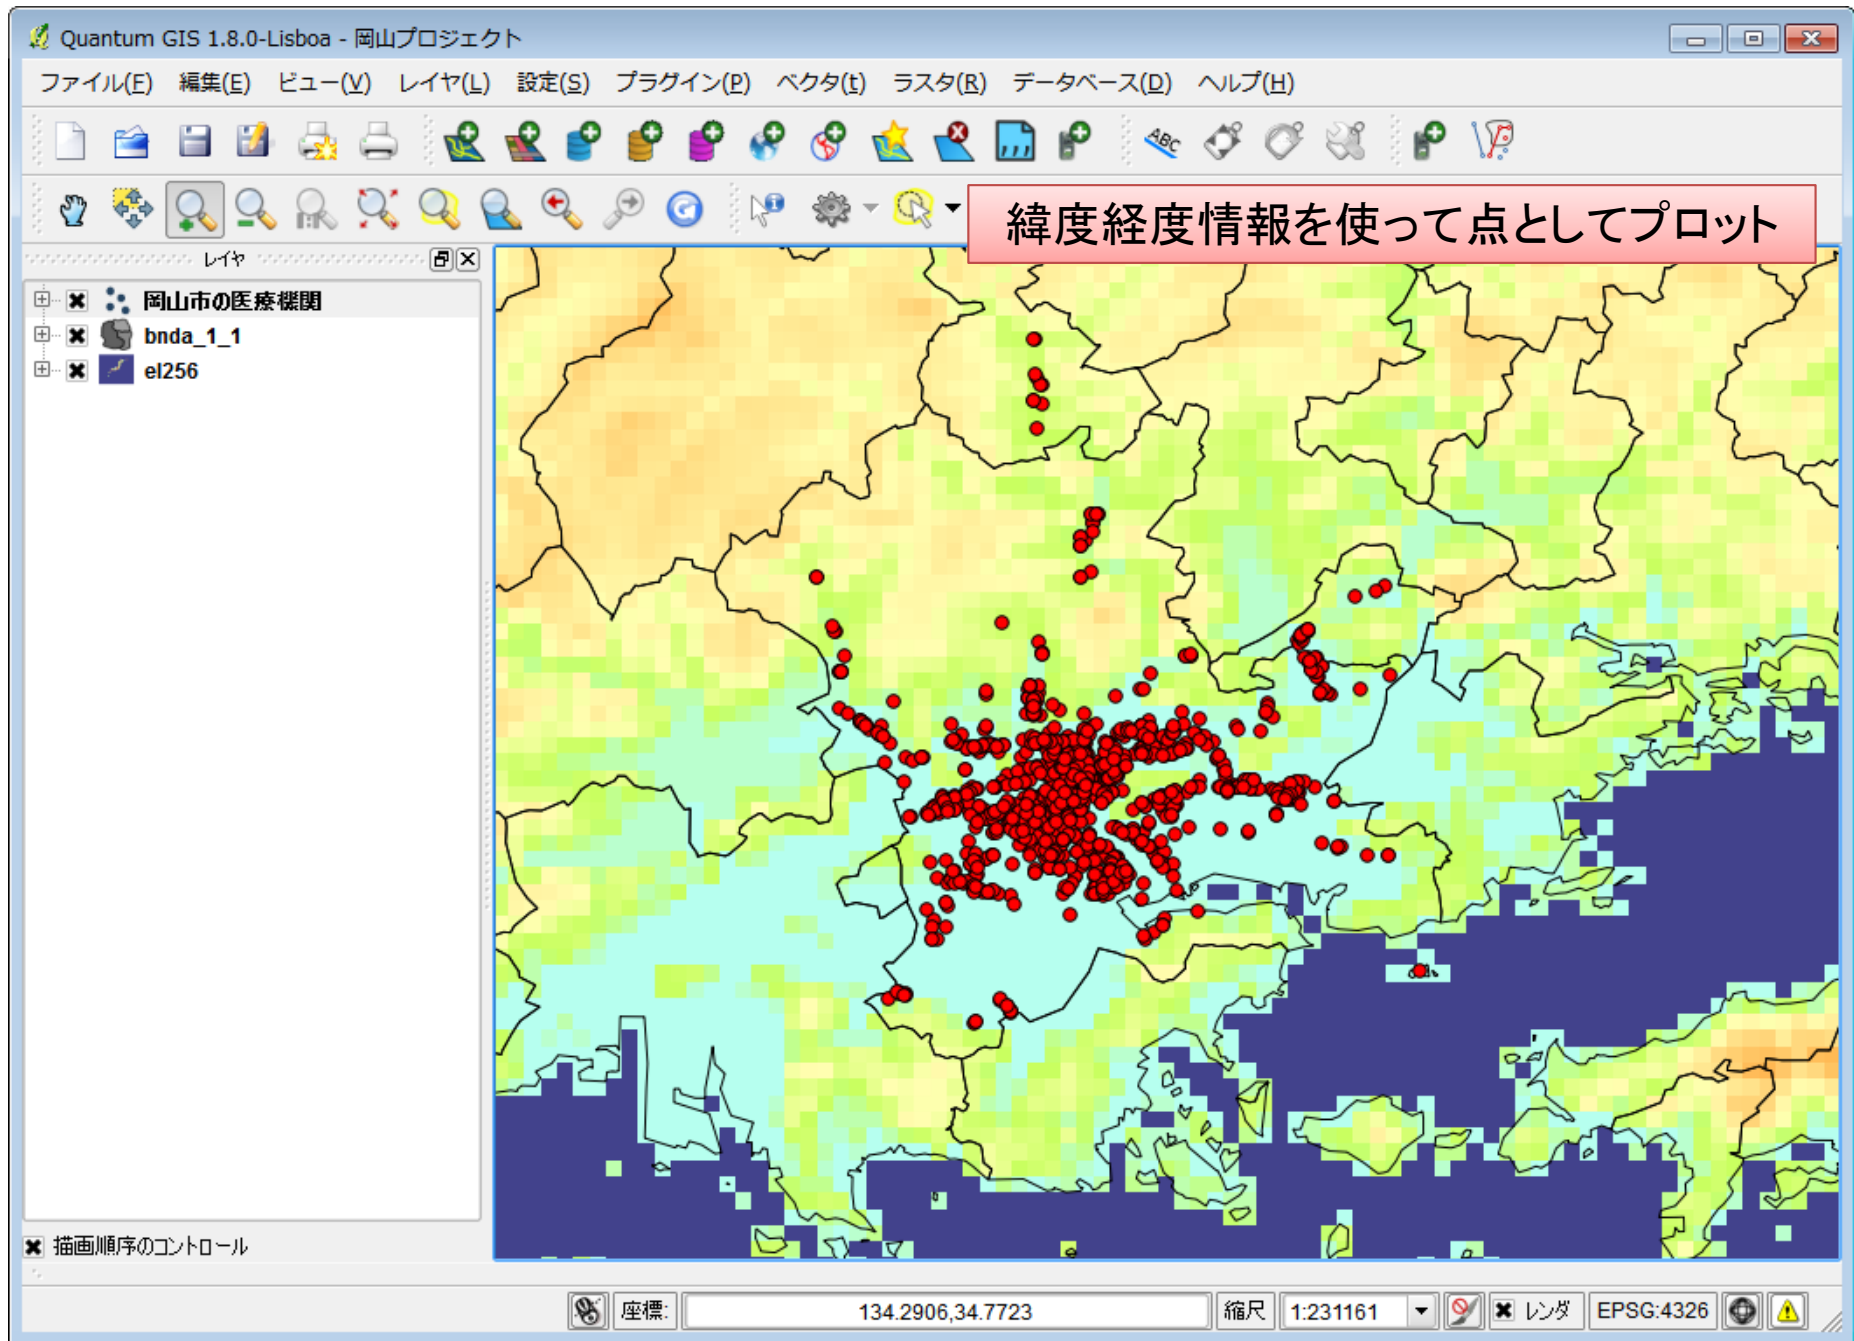 Quantum GIS 1.8.0-Lisboa - 岡山プロジェクト
ファイル(F) 編集(E) ビュー(V) レイヤ(L) 設定(S) プラグイン(P) ベクタ(t) ラスタ(R) データベース(D) ヘルプ(H)
ABC
緯度経度情報を使って点としてプロット
レイヤ
岡山市の医療機関
bnda_1_1
el256
描画順序のコントロール
座標: 134.2906,34.7723 縮尺 1:231161 レンダ EPSG:4326